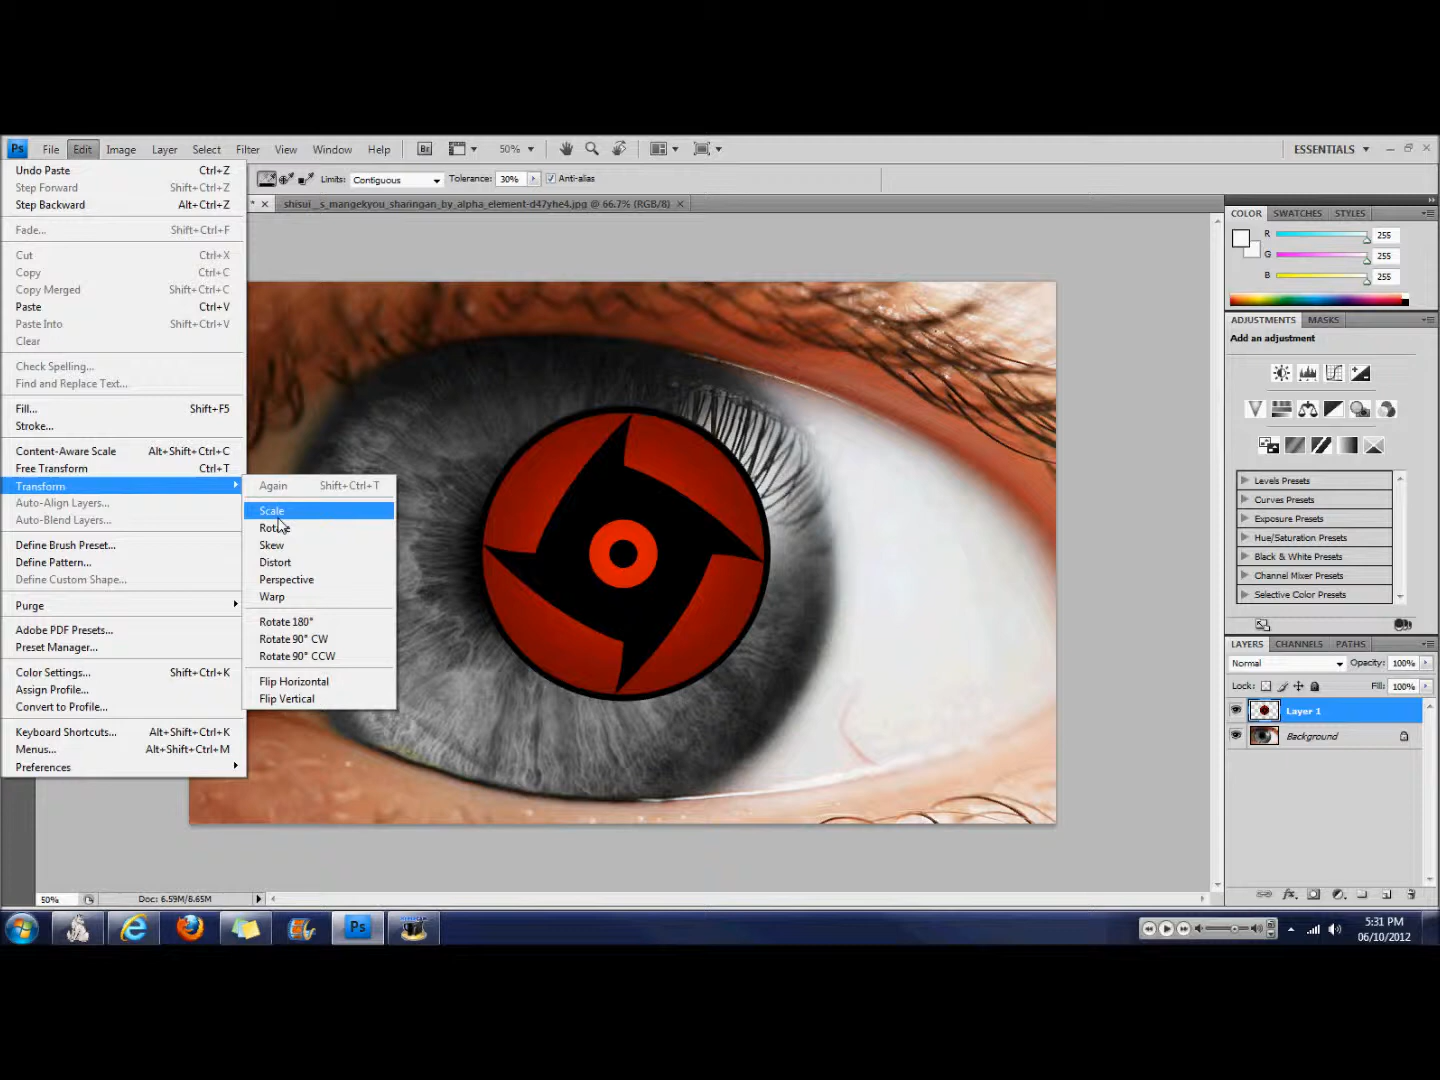 Ps File Edit Image Layer Select Filter View Window Help Br 50% ESSENTIALS
Limits: Contiguous Tolerance: 30% Anti-alias
* shisui__s_mangekyou_sharingan_by_alpha_element-d47yhe4.jpg @ 66.7% (RGB/8)
Undo Paste Ctrl+Z
Step Forward Shift+Ctrl+Z
Step Backward Alt+Ctrl+Z
Fade... Shift+Ctrl+F
Cut Ctrl+X
Copy Ctrl+C
Copy Merged Shift+Ctrl+C
Paste Ctrl+V
Paste Into Shift+Ctrl+V
Clear
Check Spelling...
Find and Replace Text...
Fill... Shift+F5
Stroke...
Content-Aware Scale Alt+Shift+Ctrl+C
Free Transform Ctrl+T
Transform
Auto-Align Layers...
Auto-Blend Layers...
Define Brush Preset...
Define Pattern...
Define Custom Shape...
Purge
Adobe PDF Presets...
Preset Manager...
Color Settings... Shift+Ctrl+K
Assign Profile...
Convert to Profile...
Keyboard Shortcuts... Alt+Shift+Ctrl+K
Menus... Alt+Shift+Ctrl+M
Preferences
Again Shift+Ctrl+T
Scale
Rotate
Skew
Distort
Perspective
Warp
Rotate 180°
Rotate 90° CW
Rotate 90° CCW
Flip Horizontal
Flip Vertical
COLOR SWATCHES STYLES
R 255
G 255
B 255
ADJUSTMENTS MASKS
Add an adjustment
Levels Presets
Curves Presets
Exposure Presets
Hue/Saturation Presets
Black & White Presets
Channel Mixer Presets
Selective Color Presets
LAYERS CHANNELS PATHS
Normal Opacity: 100%
Lock: Fill: 100%
Layer 1
Background
50% Doc: 6.59M/8.65M
Ps
5:31 PM
06/10/2012